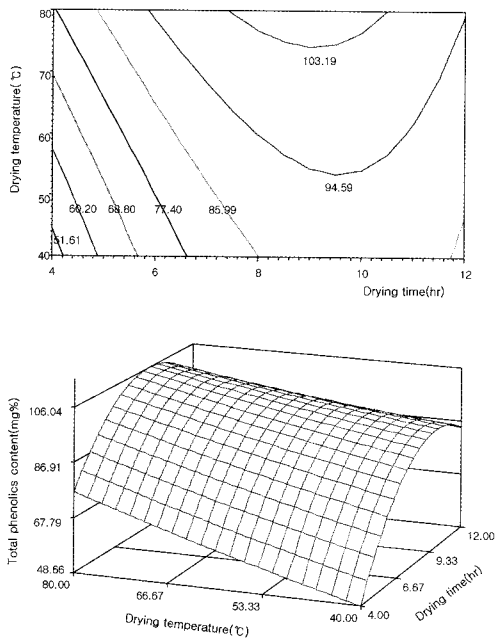 80
103.19
70
Drying temperature(℃)
60
94.59
50
60.20 68.80 77.40 85.99
51.61
40
4 6 8 10 12
Drying time(hr)
Total phenolics content(mg%)
106.04
86.91
67.79
48.66
80.00
66.67
53.33
40.00
Drying temperature(℃)
4.00
6.67
9.33
12.00
Drying time(hr)